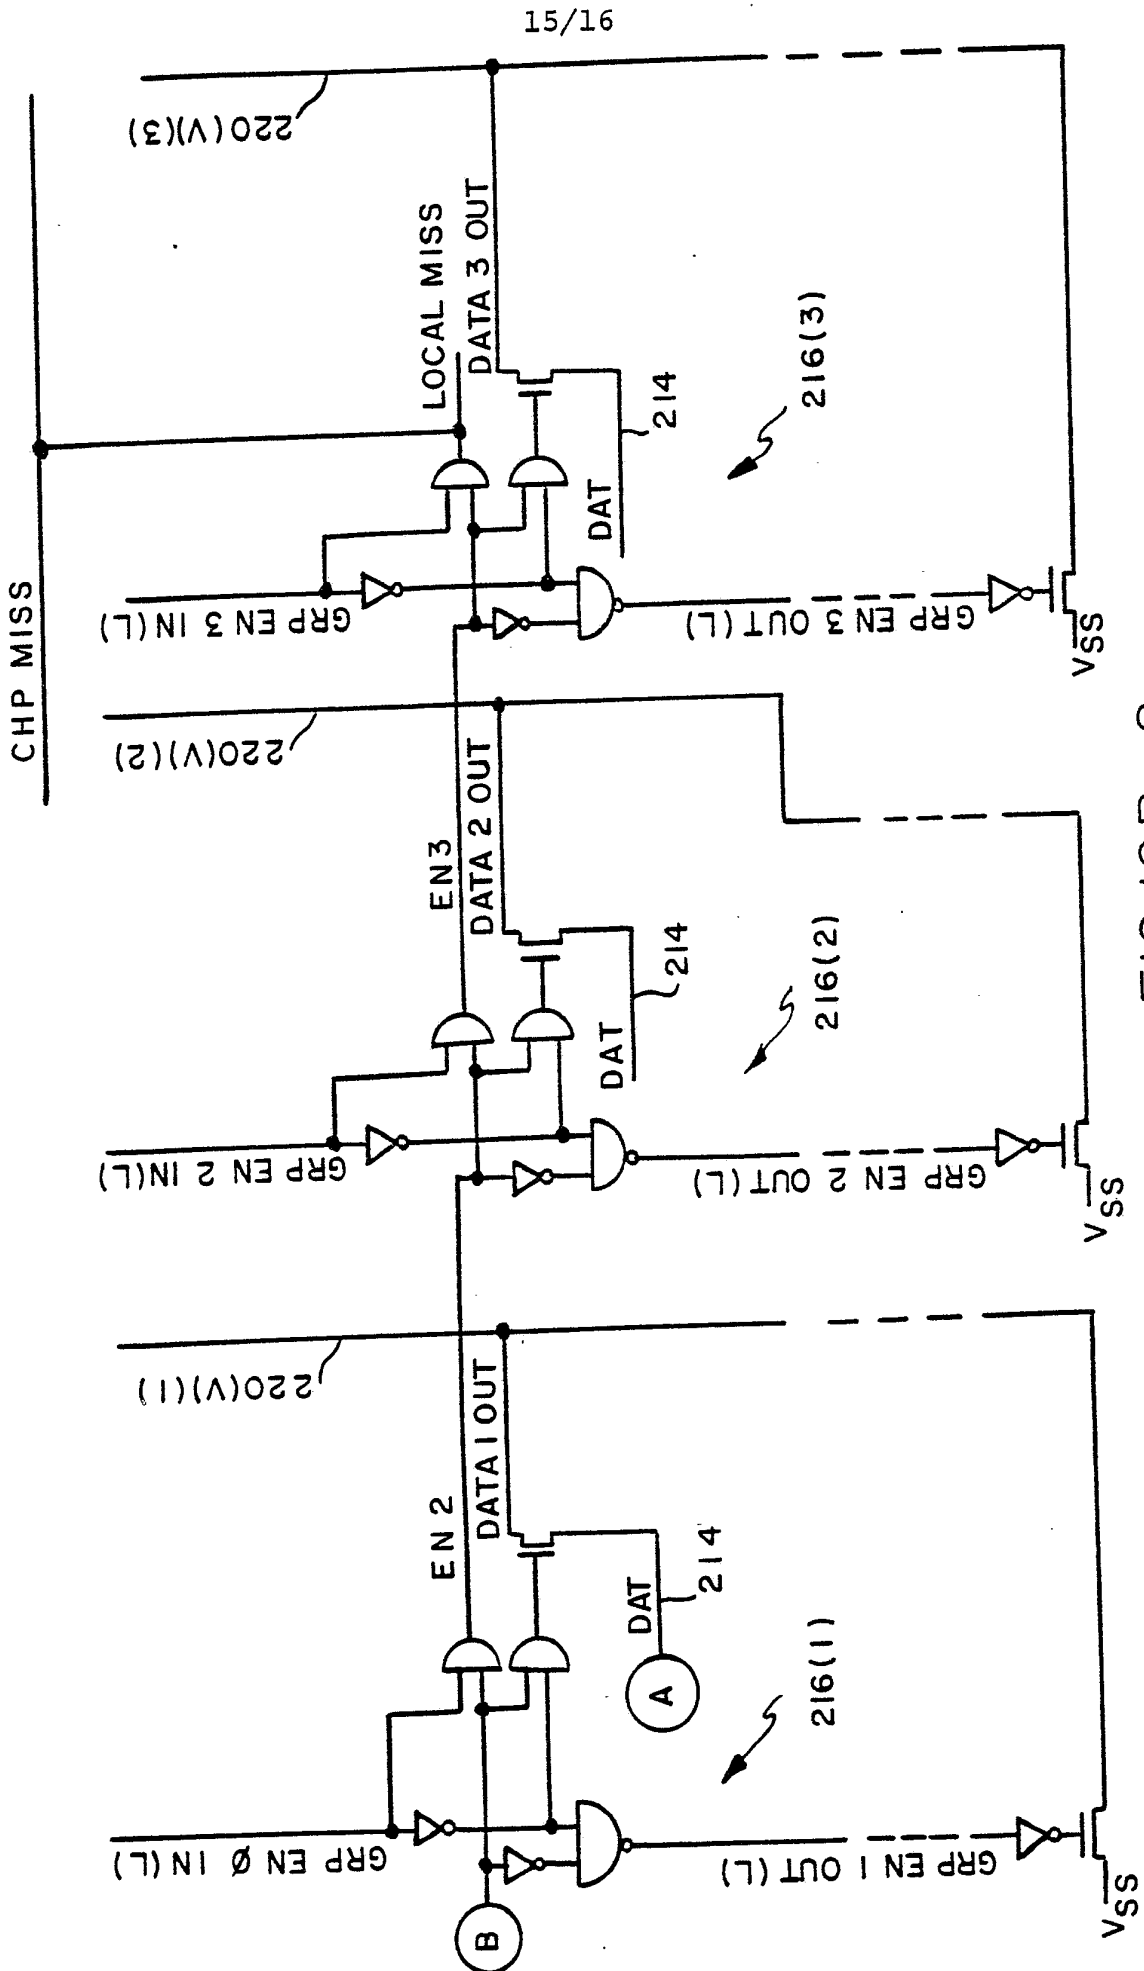 15/16
CHP MISS
220(V)(3)
LOCAL MISS
DATA 3 OUT
GRP EN 3 IN(L)
DAT
214
216(3)
GRP EN 3 OUT(L)
VSS
220(V)(2)
EN3
DATA 2 OUT
GRP EN 2 IN(L)
DAT
214
216(2)
GRP EN 2 OUT(L)
VSS
220(V)(1)
EN 2
DATA 1 OUT
GRP EN Ø IN(L)
DAT
214
A
B
216(1)
GRP EN 1 OUT(L)
VSS